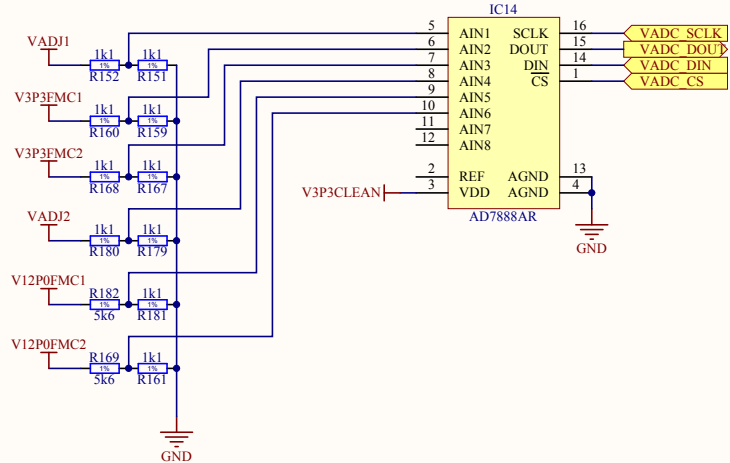 IC14
5 AIN1 SCLK 16 VADC_SCLK
6 AIN2 DOUT 15 VADC_DOUT
7 AIN3 DIN 14 VADC_DIN
8 AIN4 CS 1 VADC_CS
9 AIN5
10 AIN6
11 AIN7
12 AIN8
2 REF AGND 13
V3P3CLEAN 3 VDD AGND 4
AD7888AR
GND
VADJ1
1k1 1k1
1% 1%
R152 R151
V3P3FMC1
1k1 1k1
1% 1%
R160 R159
V3P3FMC2
1k1 1k1
1% 1%
R168 R167
VADJ2
1k1 1k1
1% 1%
R180 R179
V12P0FMC1
R182 1k1
1% 1%
5k6 R181
V12P0FMC2
R169 1k1
1% 1%
5k6 R161
GND